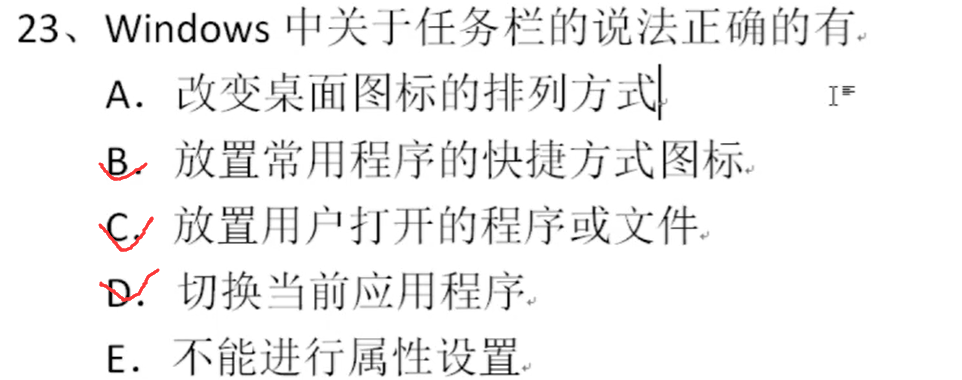 23、Windows 中关于任务栏的说法正确的有
A. 改变桌面图标的排列方式
B. 放置常用程序的快捷方式图标
C. 放置用户打开的程序或文件
D. 切换当前应用程序
E. 不能进行属性设置